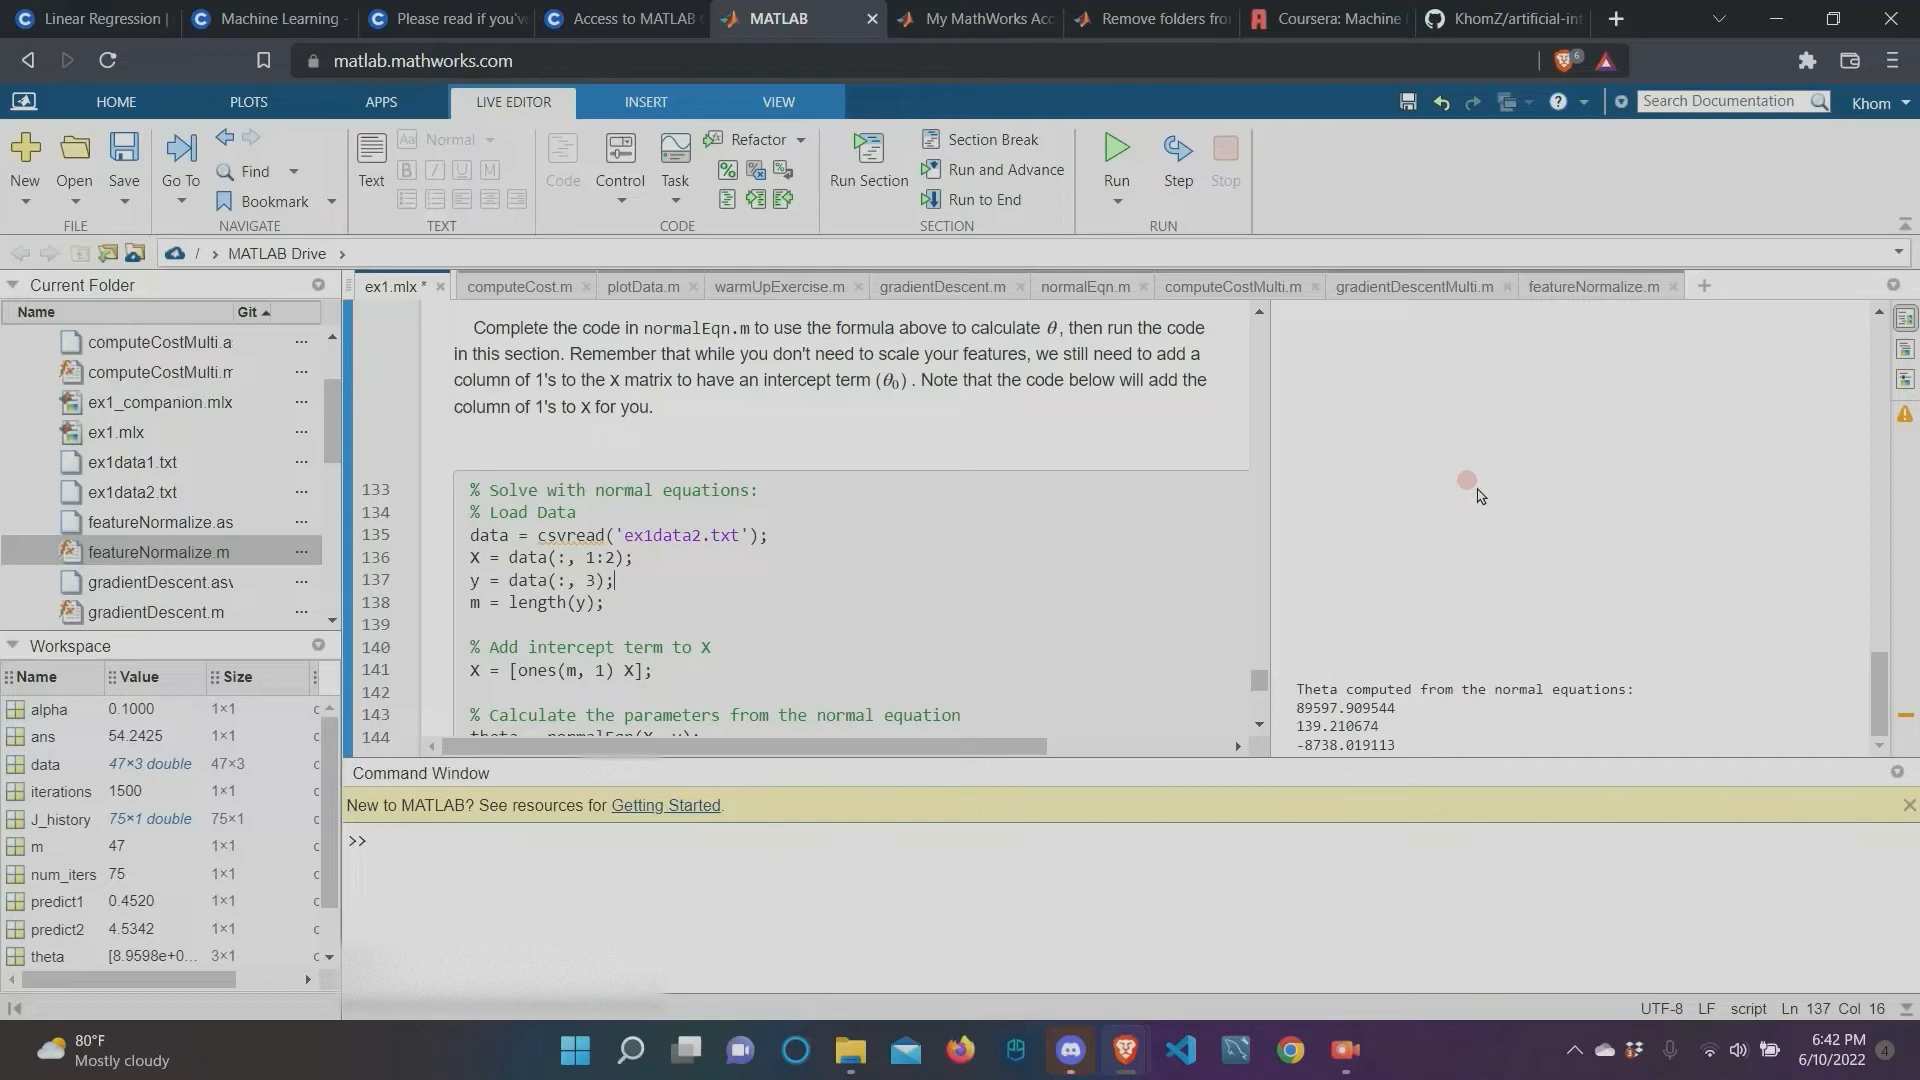 Linear Regression |
Machine Learning -
Please read if you'v
Access to MATLAB
MATLAB
My MathWorks Acc
Remove folders fro
Coursera: Machine
KhomZ/artificial-int
matlab.mathworks.com
6
HOME
PLOTS
APPS
LIVE EDITOR
INSERT
VIEW
Search Documentation
Khom
New
Open
Save
Go To
Find
Bookmark
Text
Aa Normal
B I U M
Code
Control
Task
Refactor
Run Section
Section Break
Run and Advance
Run to End
Run
Step
Stop
FILE
NAVIGATE
TEXT
CODE
SECTION
RUN
/ › MATLAB Drive ›
Current Folder
Name
Git
computeCostMulti.a
computeCostMulti.m
ex1_companion.mlx
ex1.mlx
ex1data1.txt
ex1data2.txt
featureNormalize.as
featureNormalize.m
gradientDescent.asv
gradientDescent.m
Workspace
Name Value Size
alpha 0.1000 1×1
ans 54.2425 1×1
data 47×3 double 47×3
iterations 1500 1×1
J_history 75×1 double 75×1
m 47 1×1
num_iters 75 1×1
predict1 0.4520 1×1
predict2 4.5342 1×1
theta [8.9598e+0... 3×1
ex1.mlx *
computeCost.m
plotData.m
warmUpExercise.m
gradientDescent.m
normalEqn.m
computeCostMulti.m
gradientDescentMulti.m
featureNormalize.m
Complete the code in normalEqn.m to use the formula above to calculate θ, then run the code
in this section. Remember that while you don't need to scale your features, we still need to add a
column of 1's to the X matrix to have an intercept term (θ0) . Note that the code below will add the
column of 1's to X for you.
133 % Solve with normal equations:
134 % Load Data
135 data = csvread('ex1data2.txt');
136 X = data(:, 1:2);
137 y = data(:, 3);
138 m = length(y);
139
140 % Add intercept term to X
141 X = [ones(m, 1) X];
142
143 % Calculate the parameters from the normal equation
144 theta = normalEqn(X, y);
Theta computed from the normal equations:
89597.909544
139.210674
-8738.019113
Command Window
New to MATLAB? See resources for Getting Started.
>>
UTF-8 LF script Ln 137 Col 16
80°F
Mostly cloudy
6:42 PM
6/10/2022
4